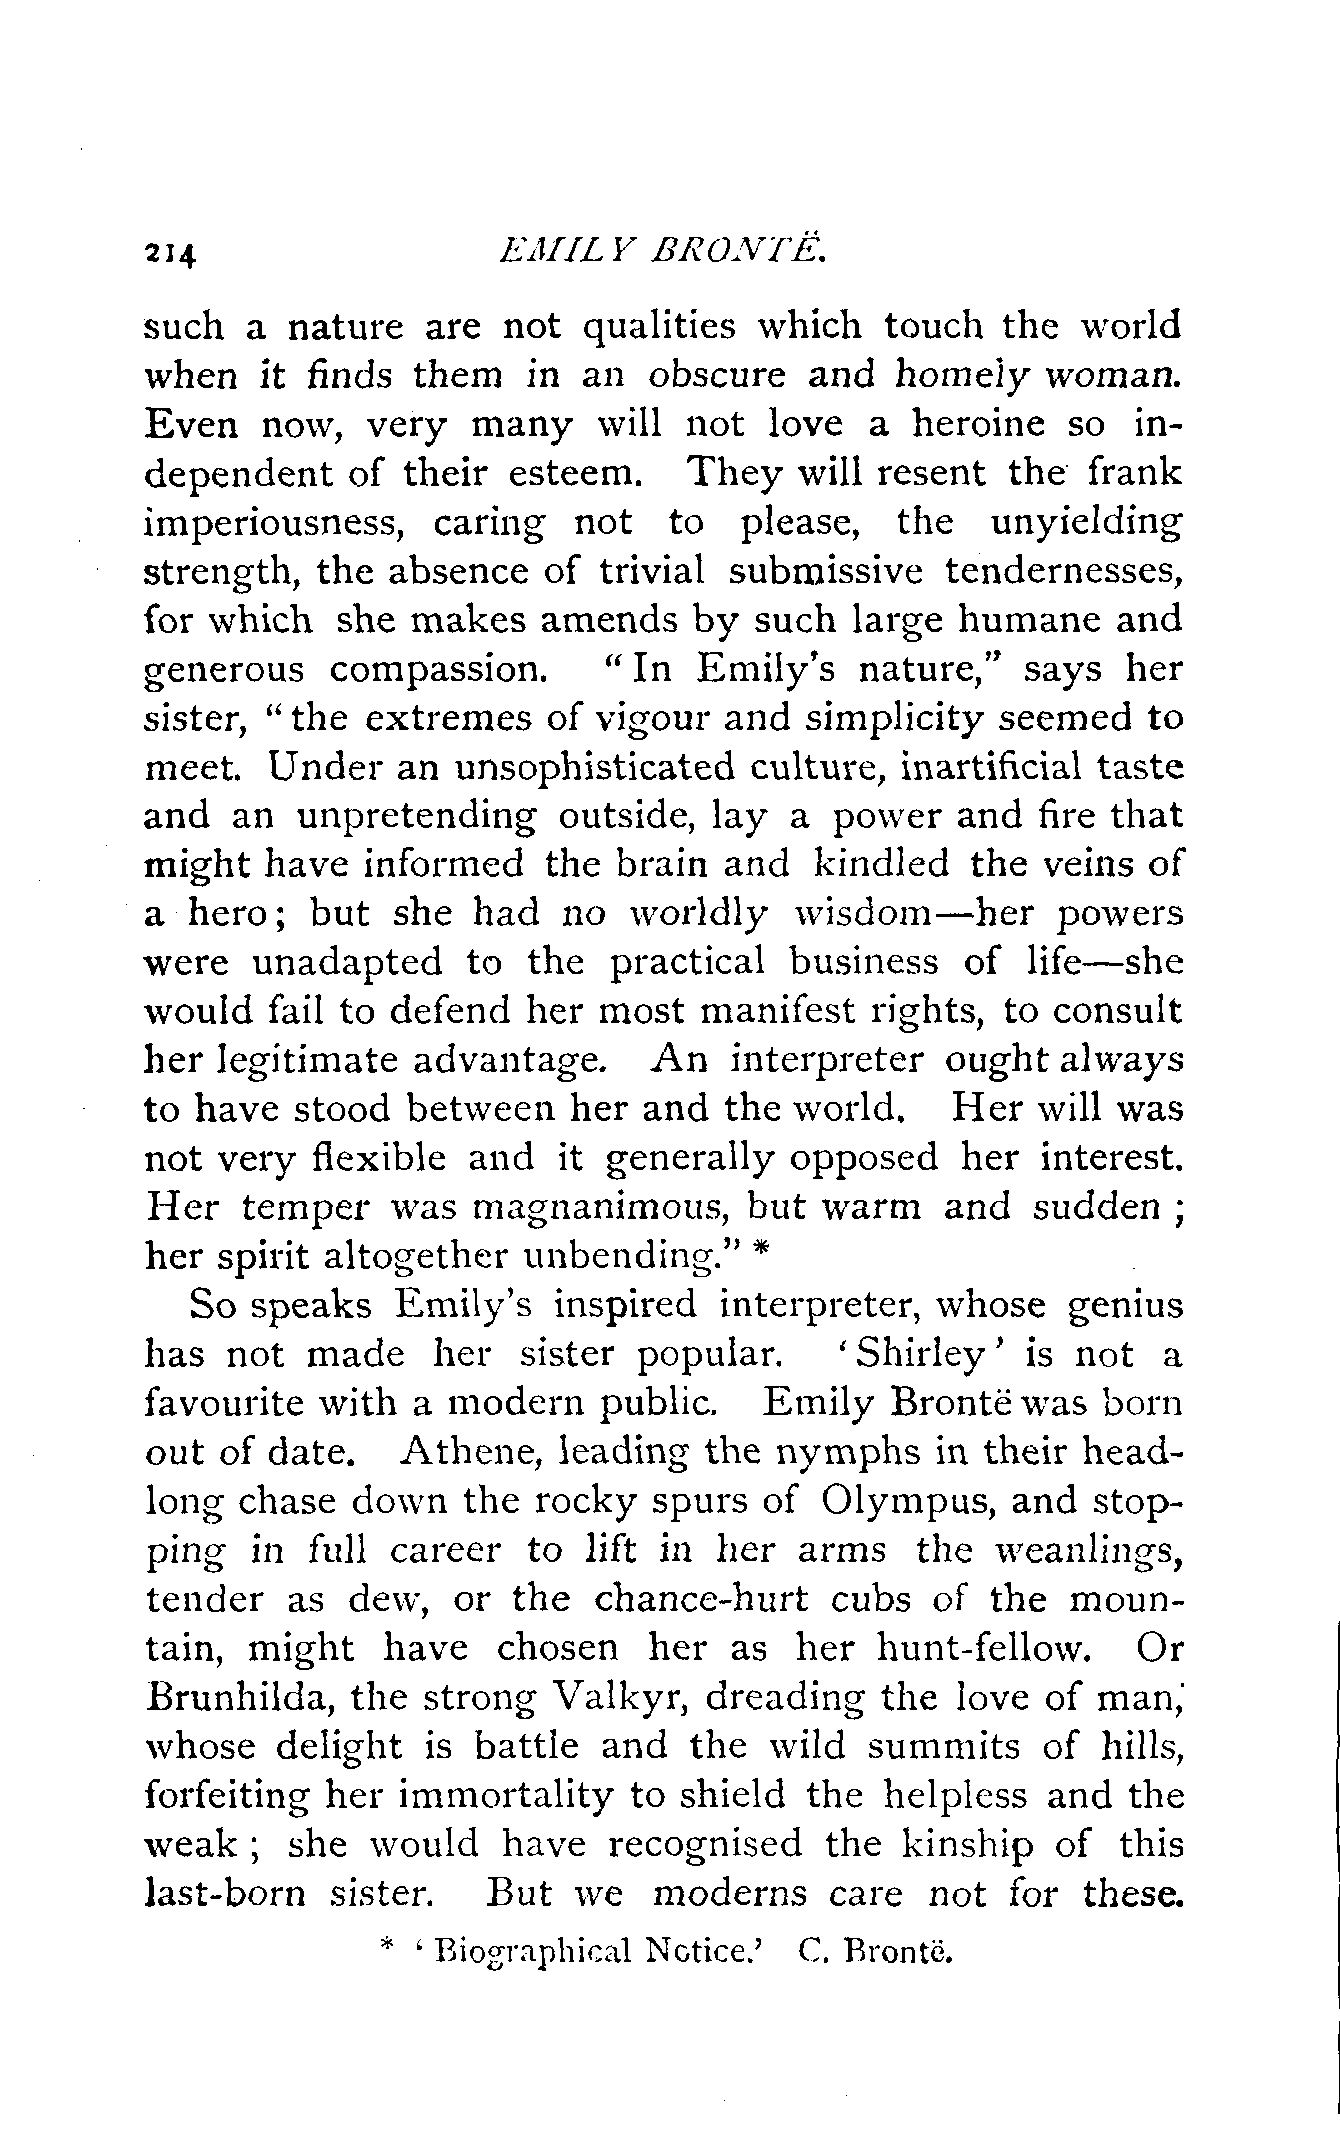 214 EMILY BRONTË.
such a nature are not qualities which touch the world
when it finds them in an obscure and homely woman.
Even now, very many will not love a heroine so in-
dependent of their esteem. They will resent the frank
imperiousness, caring not to please, the unyielding
strength, the absence of trivial submissive tendernesses,
for which she makes amends by such large humane and
generous compassion. “In Emily’s nature,” says her
sister, “the extremes of vigour and simplicity seemed to
meet. Under an unsophisticated culture, inartificial taste
and an unpretending outside, lay a power and fire that
might have informed the brain and kindled the veins of
a hero; but she had no worldly wisdom—her powers
were unadapted to the practical business of life—she
would fail to defend her most manifest rights, to consult
her legitimate advantage. An interpreter ought always
to have stood between her and the world. Her will was
not very flexible and it generally opposed her interest.
Her temper was magnanimous, but warm and sudden ;
her spirit altogether unbending.” *
So speaks Emily’s inspired interpreter, whose genius
has not made her sister popular. ‘Shirley’ is not a
favourite with a modern public. Emily Brontë was born
out of date. Athene, leading the nymphs in their head-
long chase down the rocky spurs of Olympus, and stop-
ping in full career to lift in her arms the weanlings,
tender as dew, or the chance-hurt cubs of the moun-
tain, might have chosen her as her hunt-fellow. Or
Brunhilda, the strong Valkyr, dreading the love of man,
whose delight is battle and the wild summits of hills,
forfeiting her immortality to shield the helpless and the
weak ; she would have recognised the kinship of this
last-born sister. But we moderns care not for these.
* ‘Biographical Notice.’ C. Brontë.